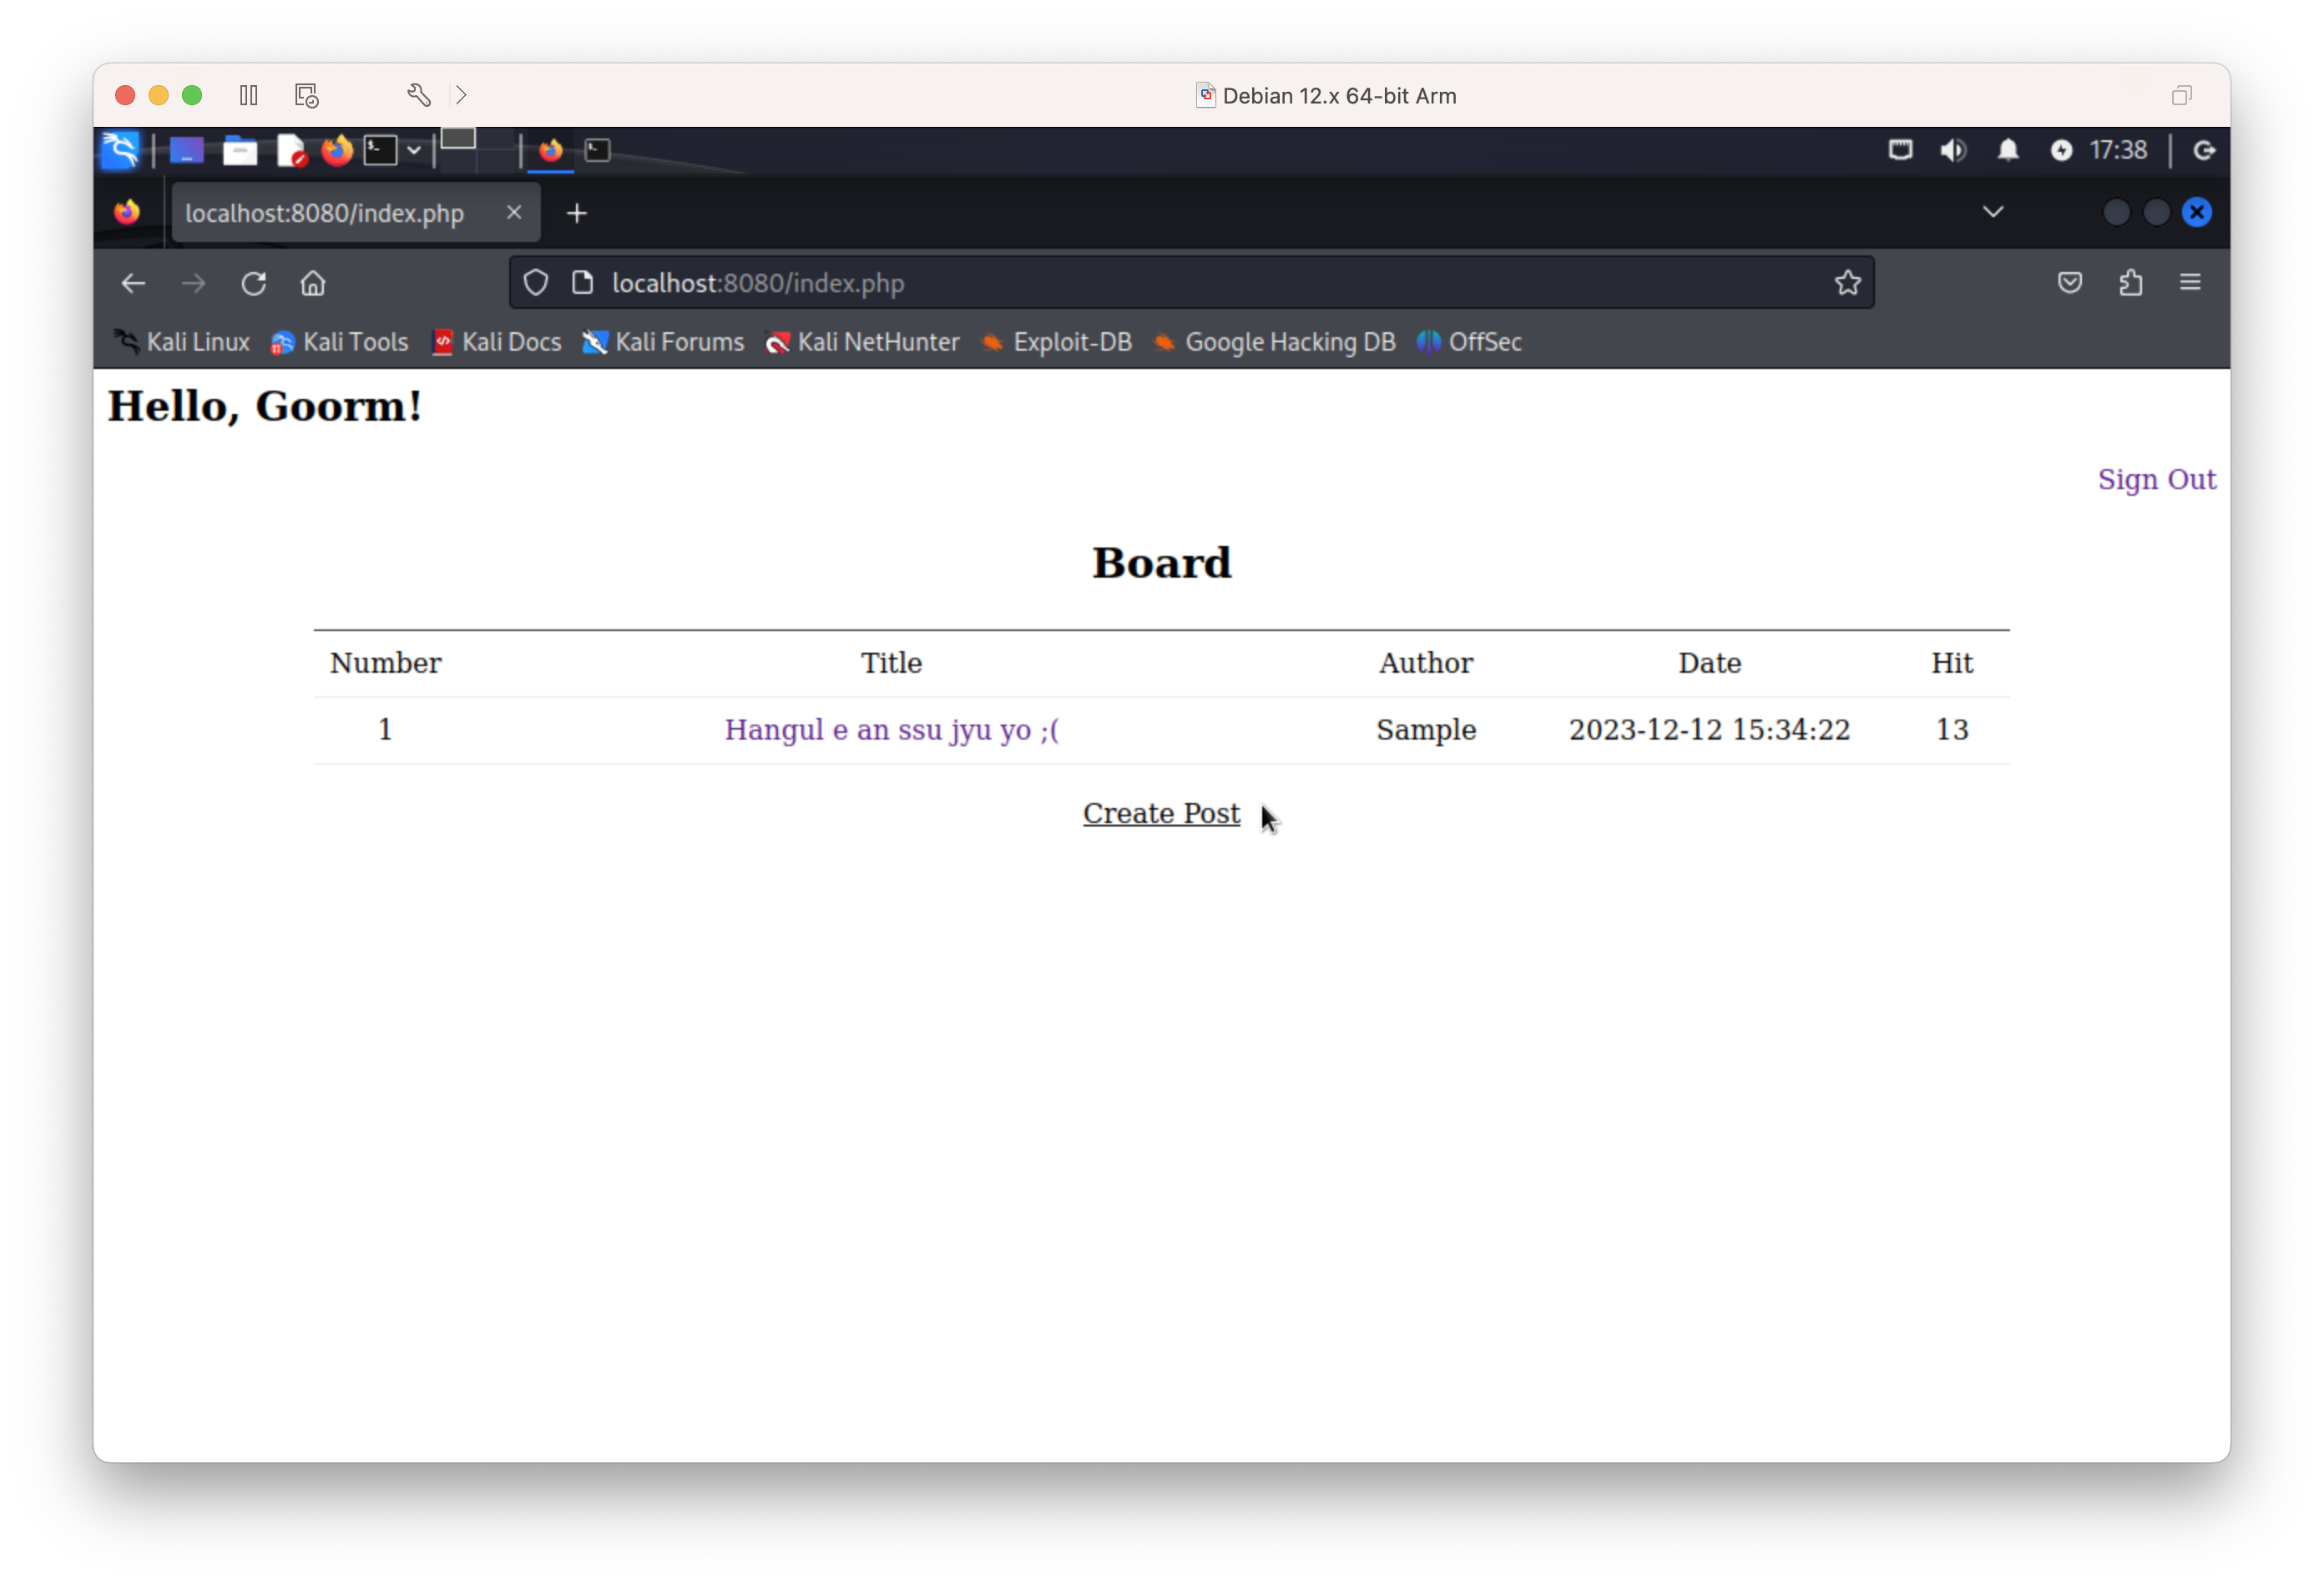 Debian 12.x 64-bit Arm
17:38
localhost:8080/index.php
localhost:8080/index.php
Kali Linux Kali Tools Kali Docs Kali Forums Kali NetHunter Exploit-DB Google Hacking DB OffSec
Hello, Goorm!
Sign Out
Board
Number Title Author Date Hit
1 Hangul e an ssu jyu yo ;( Sample 2023-12-12 15:34:22 13
Create Post